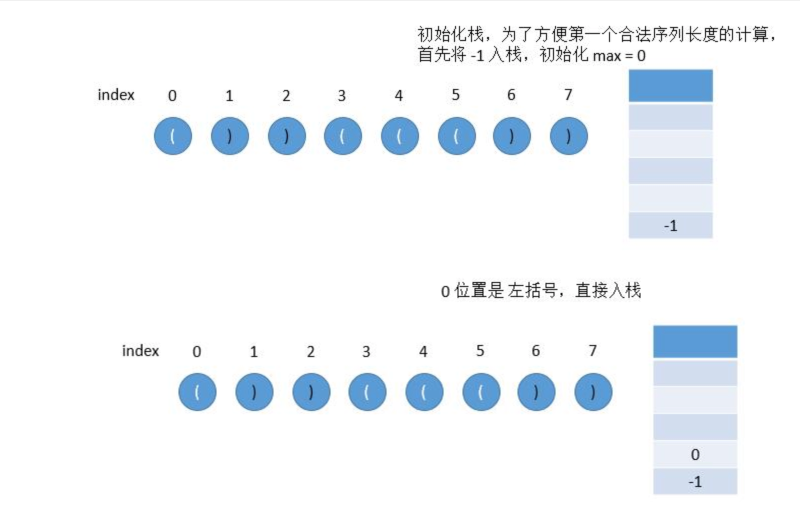 初始化栈，为了方便第一个合法序列长度的计算，
首先将 -1 入栈，初始化 max = 0
index 0 1 2 3 4 5 6 7
( ) ) ( ( ( ) )
-1
0 位置是 左括号，直接入栈
index 0 1 2 3 4 5 6 7
( ) ) ( ( ( ) )
0
-1